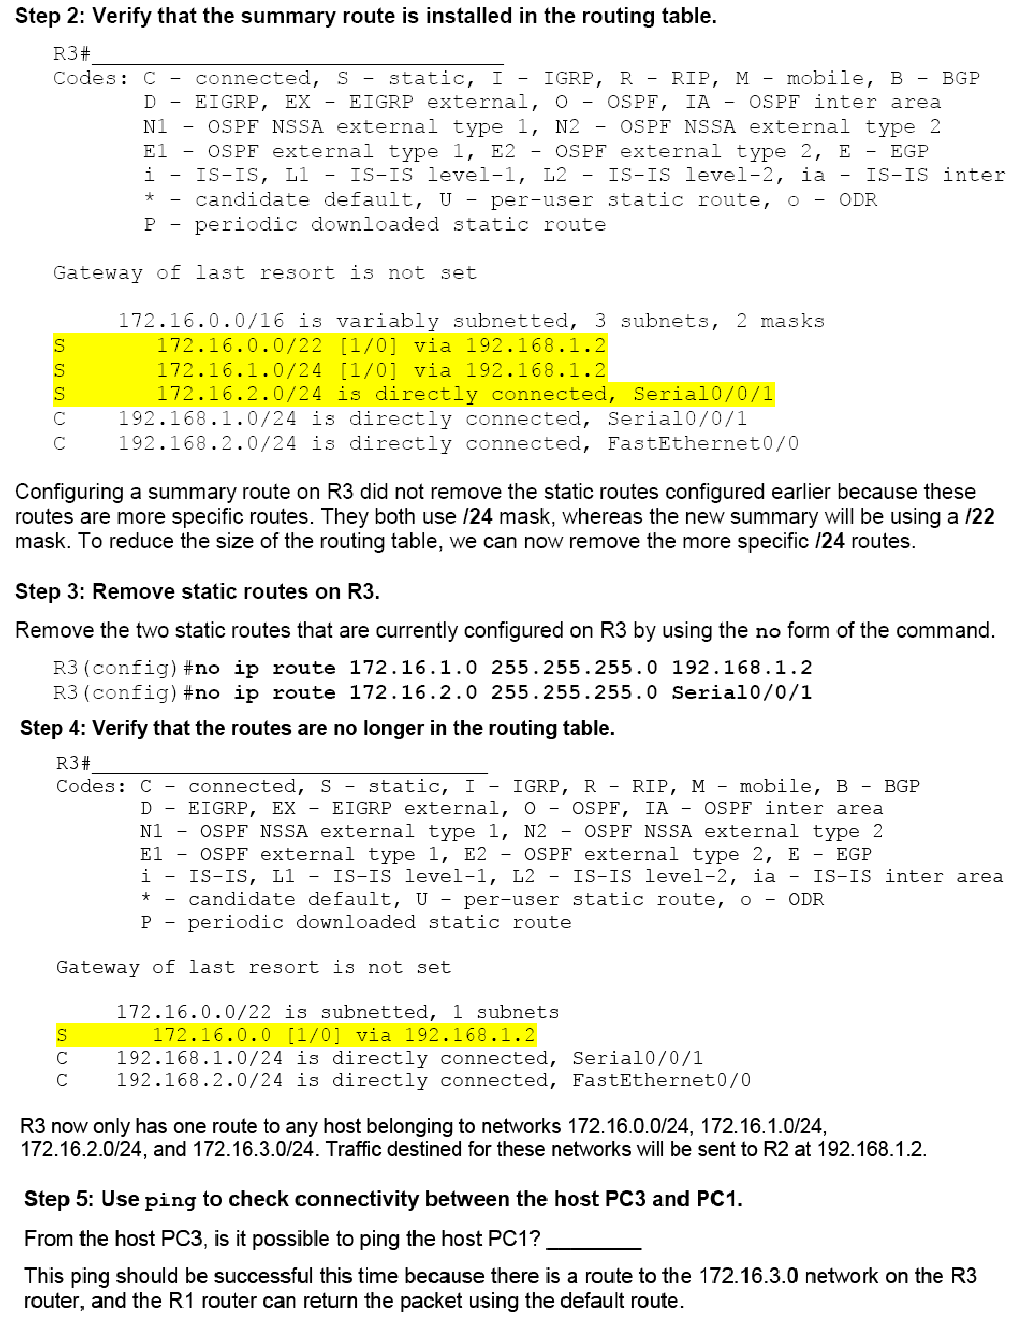 Step 2: Verify that the summary route is installed in the routing table.
R3#
Codes: C - connected, S - static, I - IGRP, R - RIP, M - mobile, B - BGP
D - EIGRP, EX - EIGRP external, O - OSPF, IA - OSPF inter area
N1 - OSPF NSSA external type 1, N2 - OSPF NSSA external type 2
E1 - OSPF external type 1, E2 - OSPF external type 2, E - EGP
i - IS-IS, L1 - IS-IS level-1, L2 - IS-IS level-2, ia - IS-IS inter
* - candidate default, U - per-user static route, o - ODR
P - periodic downloaded static route
Gateway of last resort is not set
172.16.0.0/16 is variably subnetted, 3 subnets, 2 masks
S 172.16.0.0/22 [1/0] via 192.168.1.2
S 172.16.1.0/24 [1/0] via 192.168.1.2
S 172.16.2.0/24 is directly connected, Serial0/0/1
C 192.168.1.0/24 is directly connected, Serial0/0/1
C 192.168.2.0/24 is directly connected, FastEthernet0/0
Configuring a summary route on R3 did not remove the static routes configured earlier because these
routes are more specific routes. They both use /24 mask, whereas the new summary will be using a /22
mask. To reduce the size of the routing table, we can now remove the more specific /24 routes.
Step 3: Remove static routes on R3.
Remove the two static routes that are currently configured on R3 by using the no form of the command.
R3(config)#no ip route 172.16.1.0 255.255.255.0 192.168.1.2
R3(config)#no ip route 172.16.2.0 255.255.255.0 Serial0/0/1
Step 4: Verify that the routes are no longer in the routing table.
R3#
Codes: C - connected, S - static, I - IGRP, R - RIP, M - mobile, B - BGP
D - EIGRP, EX - EIGRP external, O - OSPF, IA - OSPF inter area
N1 - OSPF NSSA external type 1, N2 - OSPF NSSA external type 2
E1 - OSPF external type 1, E2 - OSPF external type 2, E - EGP
i - IS-IS, L1 - IS-IS level-1, L2 - IS-IS level-2, ia - IS-IS inter area
* - candidate default, U - per-user static route, o - ODR
P - periodic downloaded static route
Gateway of last resort is not set
172.16.0.0/22 is subnetted, 1 subnets
S 172.16.0.0 [1/0] via 192.168.1.2
C 192.168.1.0/24 is directly connected, Serial0/0/1
C 192.168.2.0/24 is directly connected, FastEthernet0/0
R3 now only has one route to any host belonging to networks 172.16.0.0/24, 172.16.1.0/24,
172.16.2.0/24, and 172.16.3.0/24. Traffic destined for these networks will be sent to R2 at 192.168.1.2.
Step 5: Use ping to check connectivity between the host PC3 and PC1.
From the host PC3, is it possible to ping the host PC1?
This ping should be successful this time because there is a route to the 172.16.3.0 network on the R3
router, and the R1 router can return the packet using the default route.